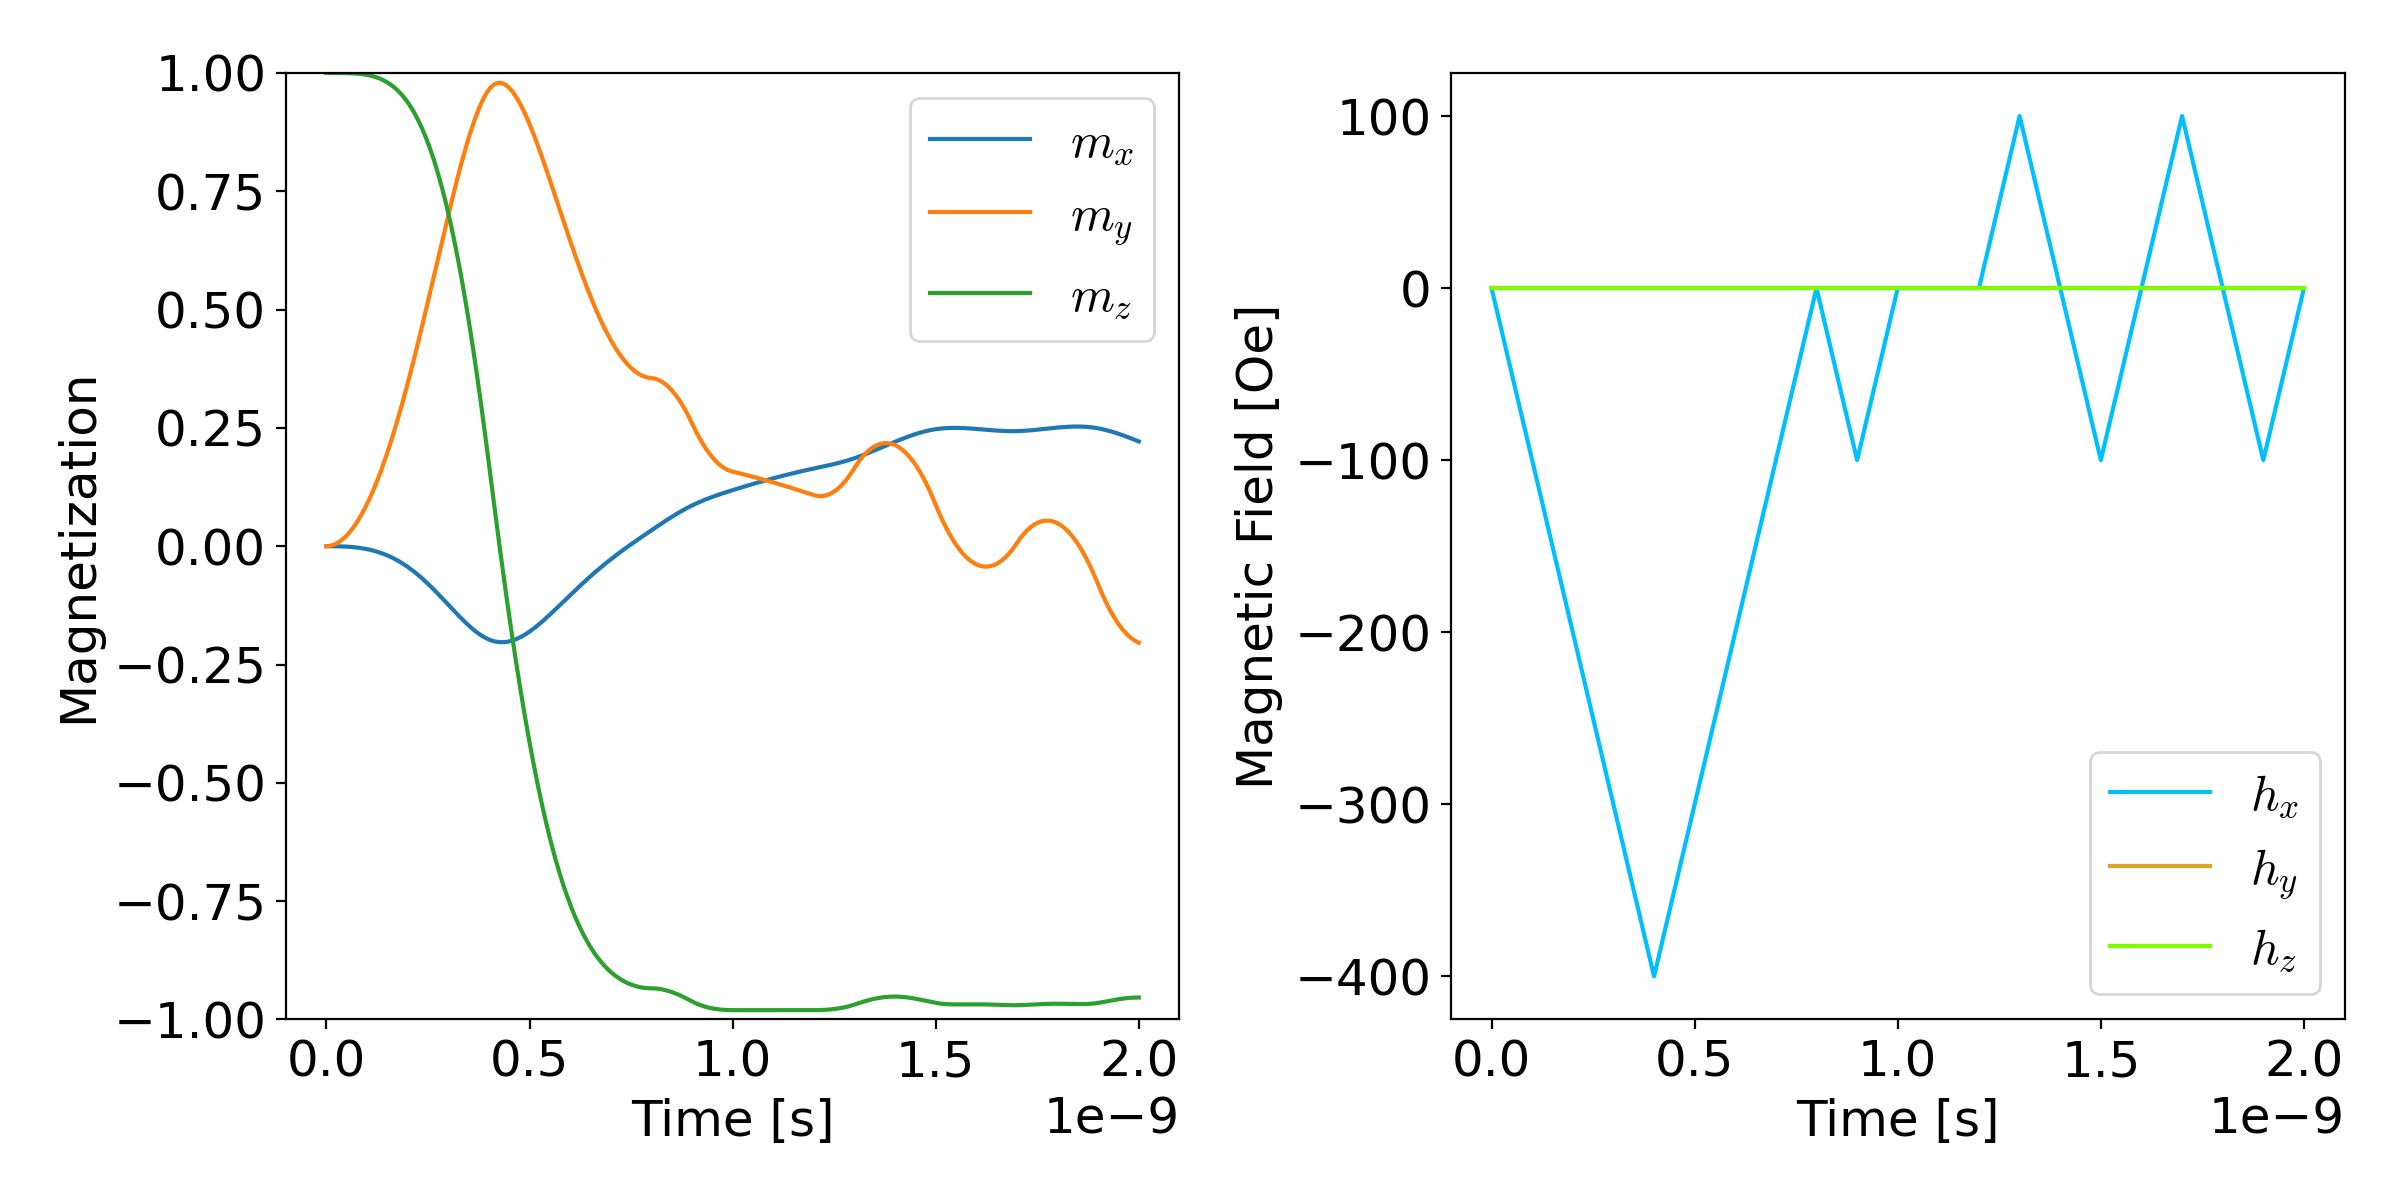 Magnetization
1.00
0.75
0.50
0.25
0.00
−0.25
−0.50
−0.75
−1.00
0.0 0.5 1.0 1.5 2.0
Time [s]
1e−9
m_x
m_y
m_z
Magnetic Field [Oe]
100
0
−100
−200
−300
−400
0.0 0.5 1.0 1.5 2.0
Time [s]
1e−9
h_x
h_y
h_z